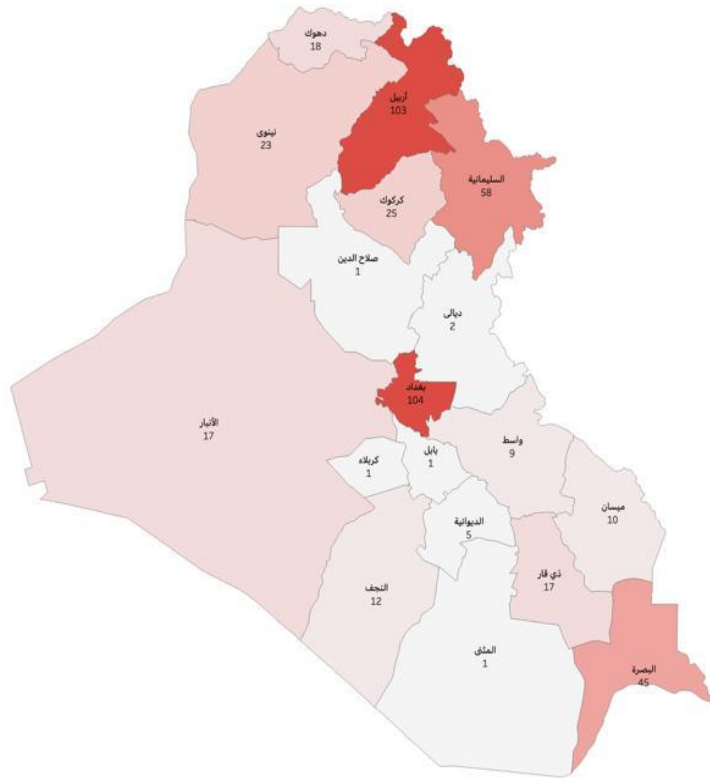 دهوك
18
أربيل
103
نينوى
23
السليمانية
58
كركوك
25
صلاح الدين
1
ديالى
2
بغداد
104
الأنبار
17
واسط
9
بابل
1
كربلاء
1
ميسان
10
الديوانية
5
ذي قار
17
النجف
12
المثنى
1
البصرة
45